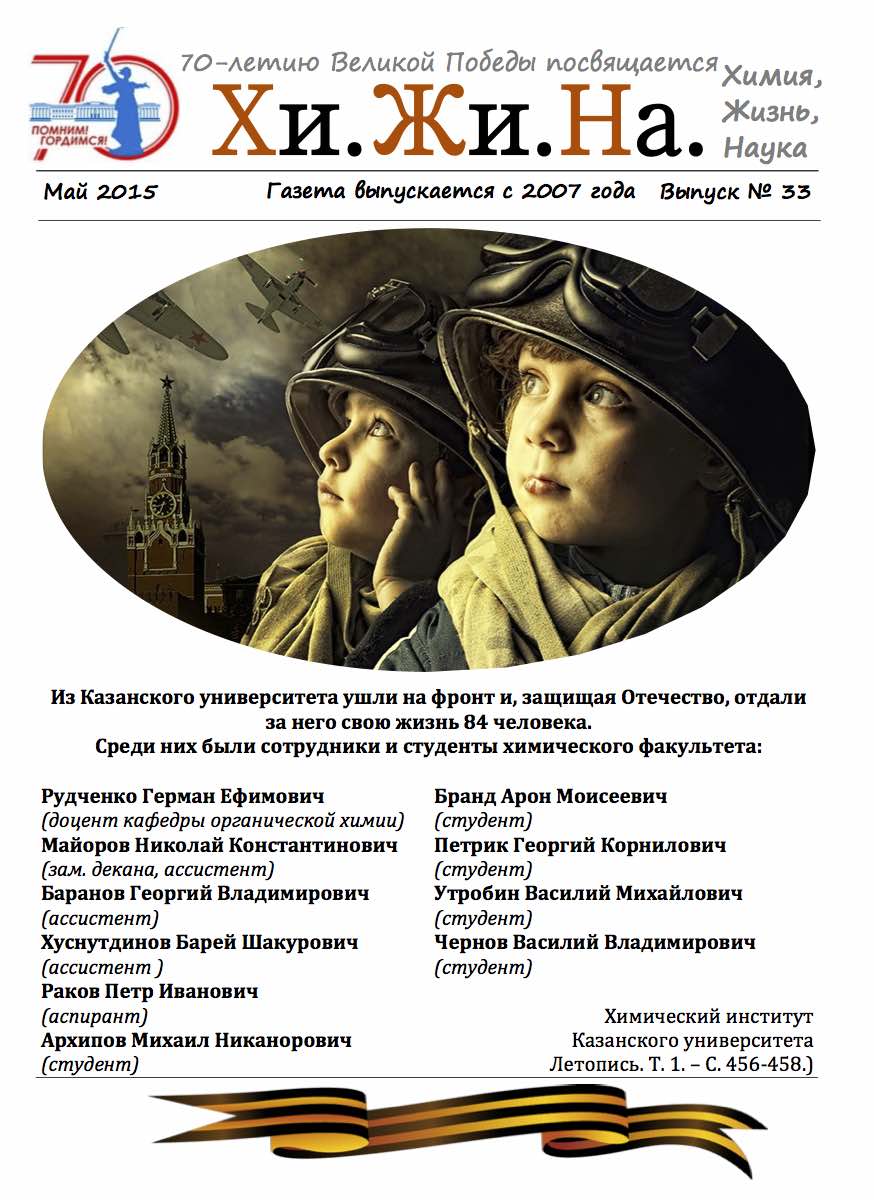 70
ПОМНИМ!
ГОРДИМСЯ!
70-летию Великой Победы посвящается
Хи.Жи.На.
Химия,
Жизнь,
Наука
Май 2015 Газета выпускается с 2007 года Выпуск № 33
Из Казанского университета ушли на фронт и, защищая Отечество, отдали
за него свою жизнь 84 человека.
Среди них были сотрудники и студенты химического факультета:
Рудченко Герман Ефимович
(доцент кафедры органической химии)
Майоров Николай Константинович
(зам. декана, ассистент)
Баранов Георгий Владимирович
(ассистент)
Хуснутдинов Барей Шакурович
(ассистент )
Раков Петр Иванович
(аспирант)
Архипов Михаил Никанорович
(студент)
Бранд Арон Моисеевич
(студент)
Петрик Георгий Корнилович
(студент)
Утробин Василий Михайлович
(студент)
Чернов Василий Владимирович
(студент)
Химический институт
Казанского университета
Летопись. Т. 1. – С. 456-458.)